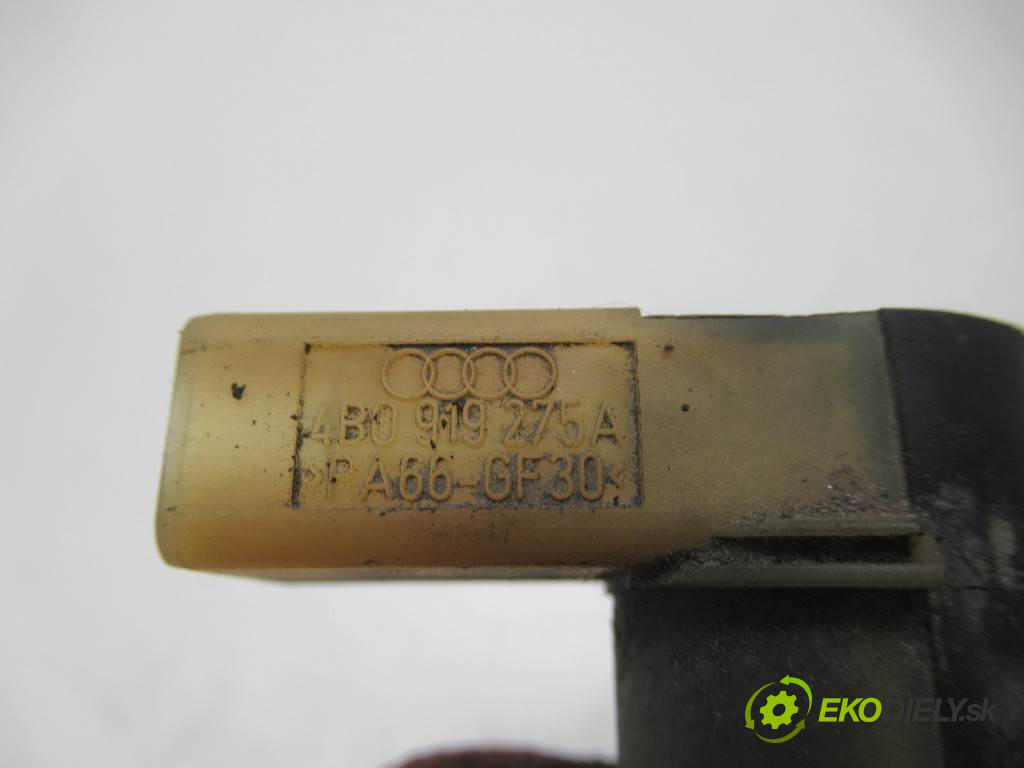 4B0 919 275A
>PA66-GF30<
EKODIELY.sk